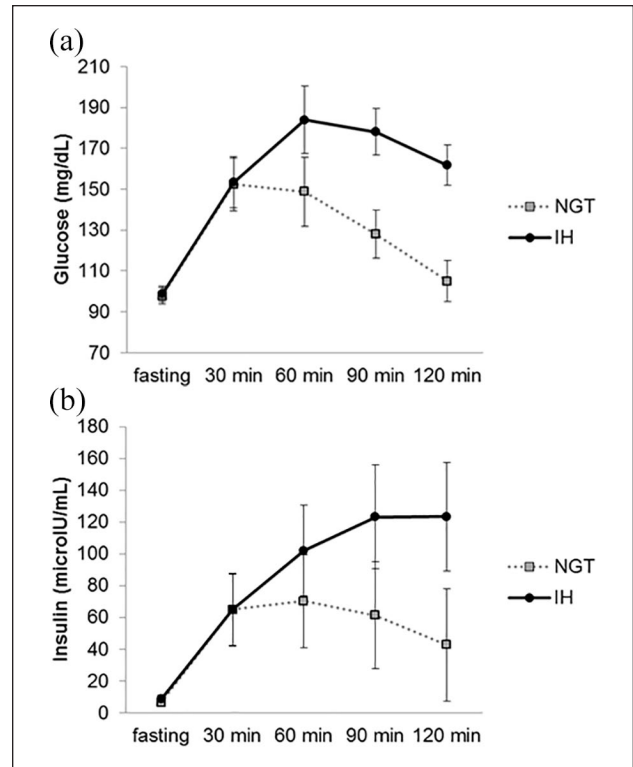 (a)
210
190
170
150
130
110
90
70
Glucose (mg/dL)
fasting 30 min 60 min 90 min 120 min
NGT
IH
(b)
180
160
140
120
100
80
60
40
20
0
Insulin (microIU/mL)
fasting 30 min 60 min 90 min 120 min
NGT
IH